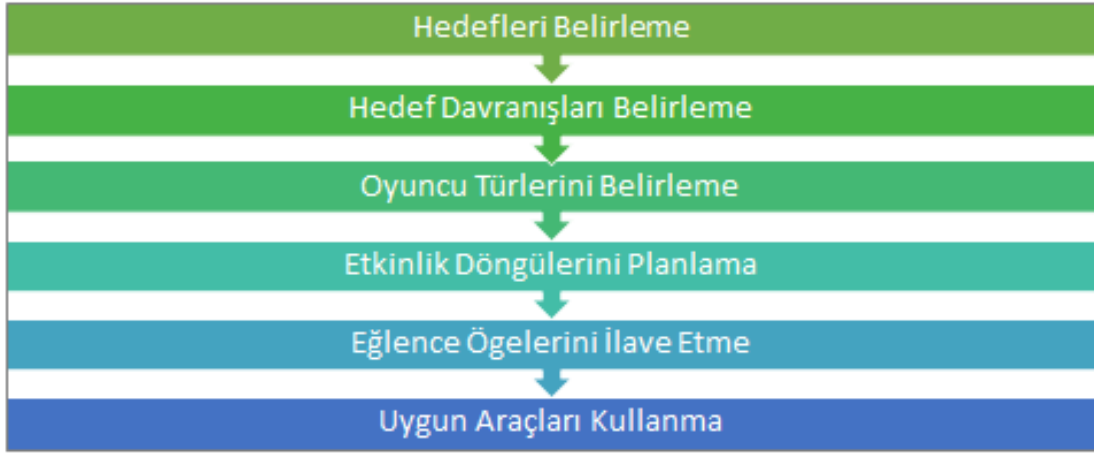 Hedefleri Belirleme
Hedef Davranışları Belirleme
Oyuncu Türlerini Belirleme
Etkinlik Döngülerini Planlama
Eğlence Ögelerini İlave Etme
Uygun Araçları Kullanma